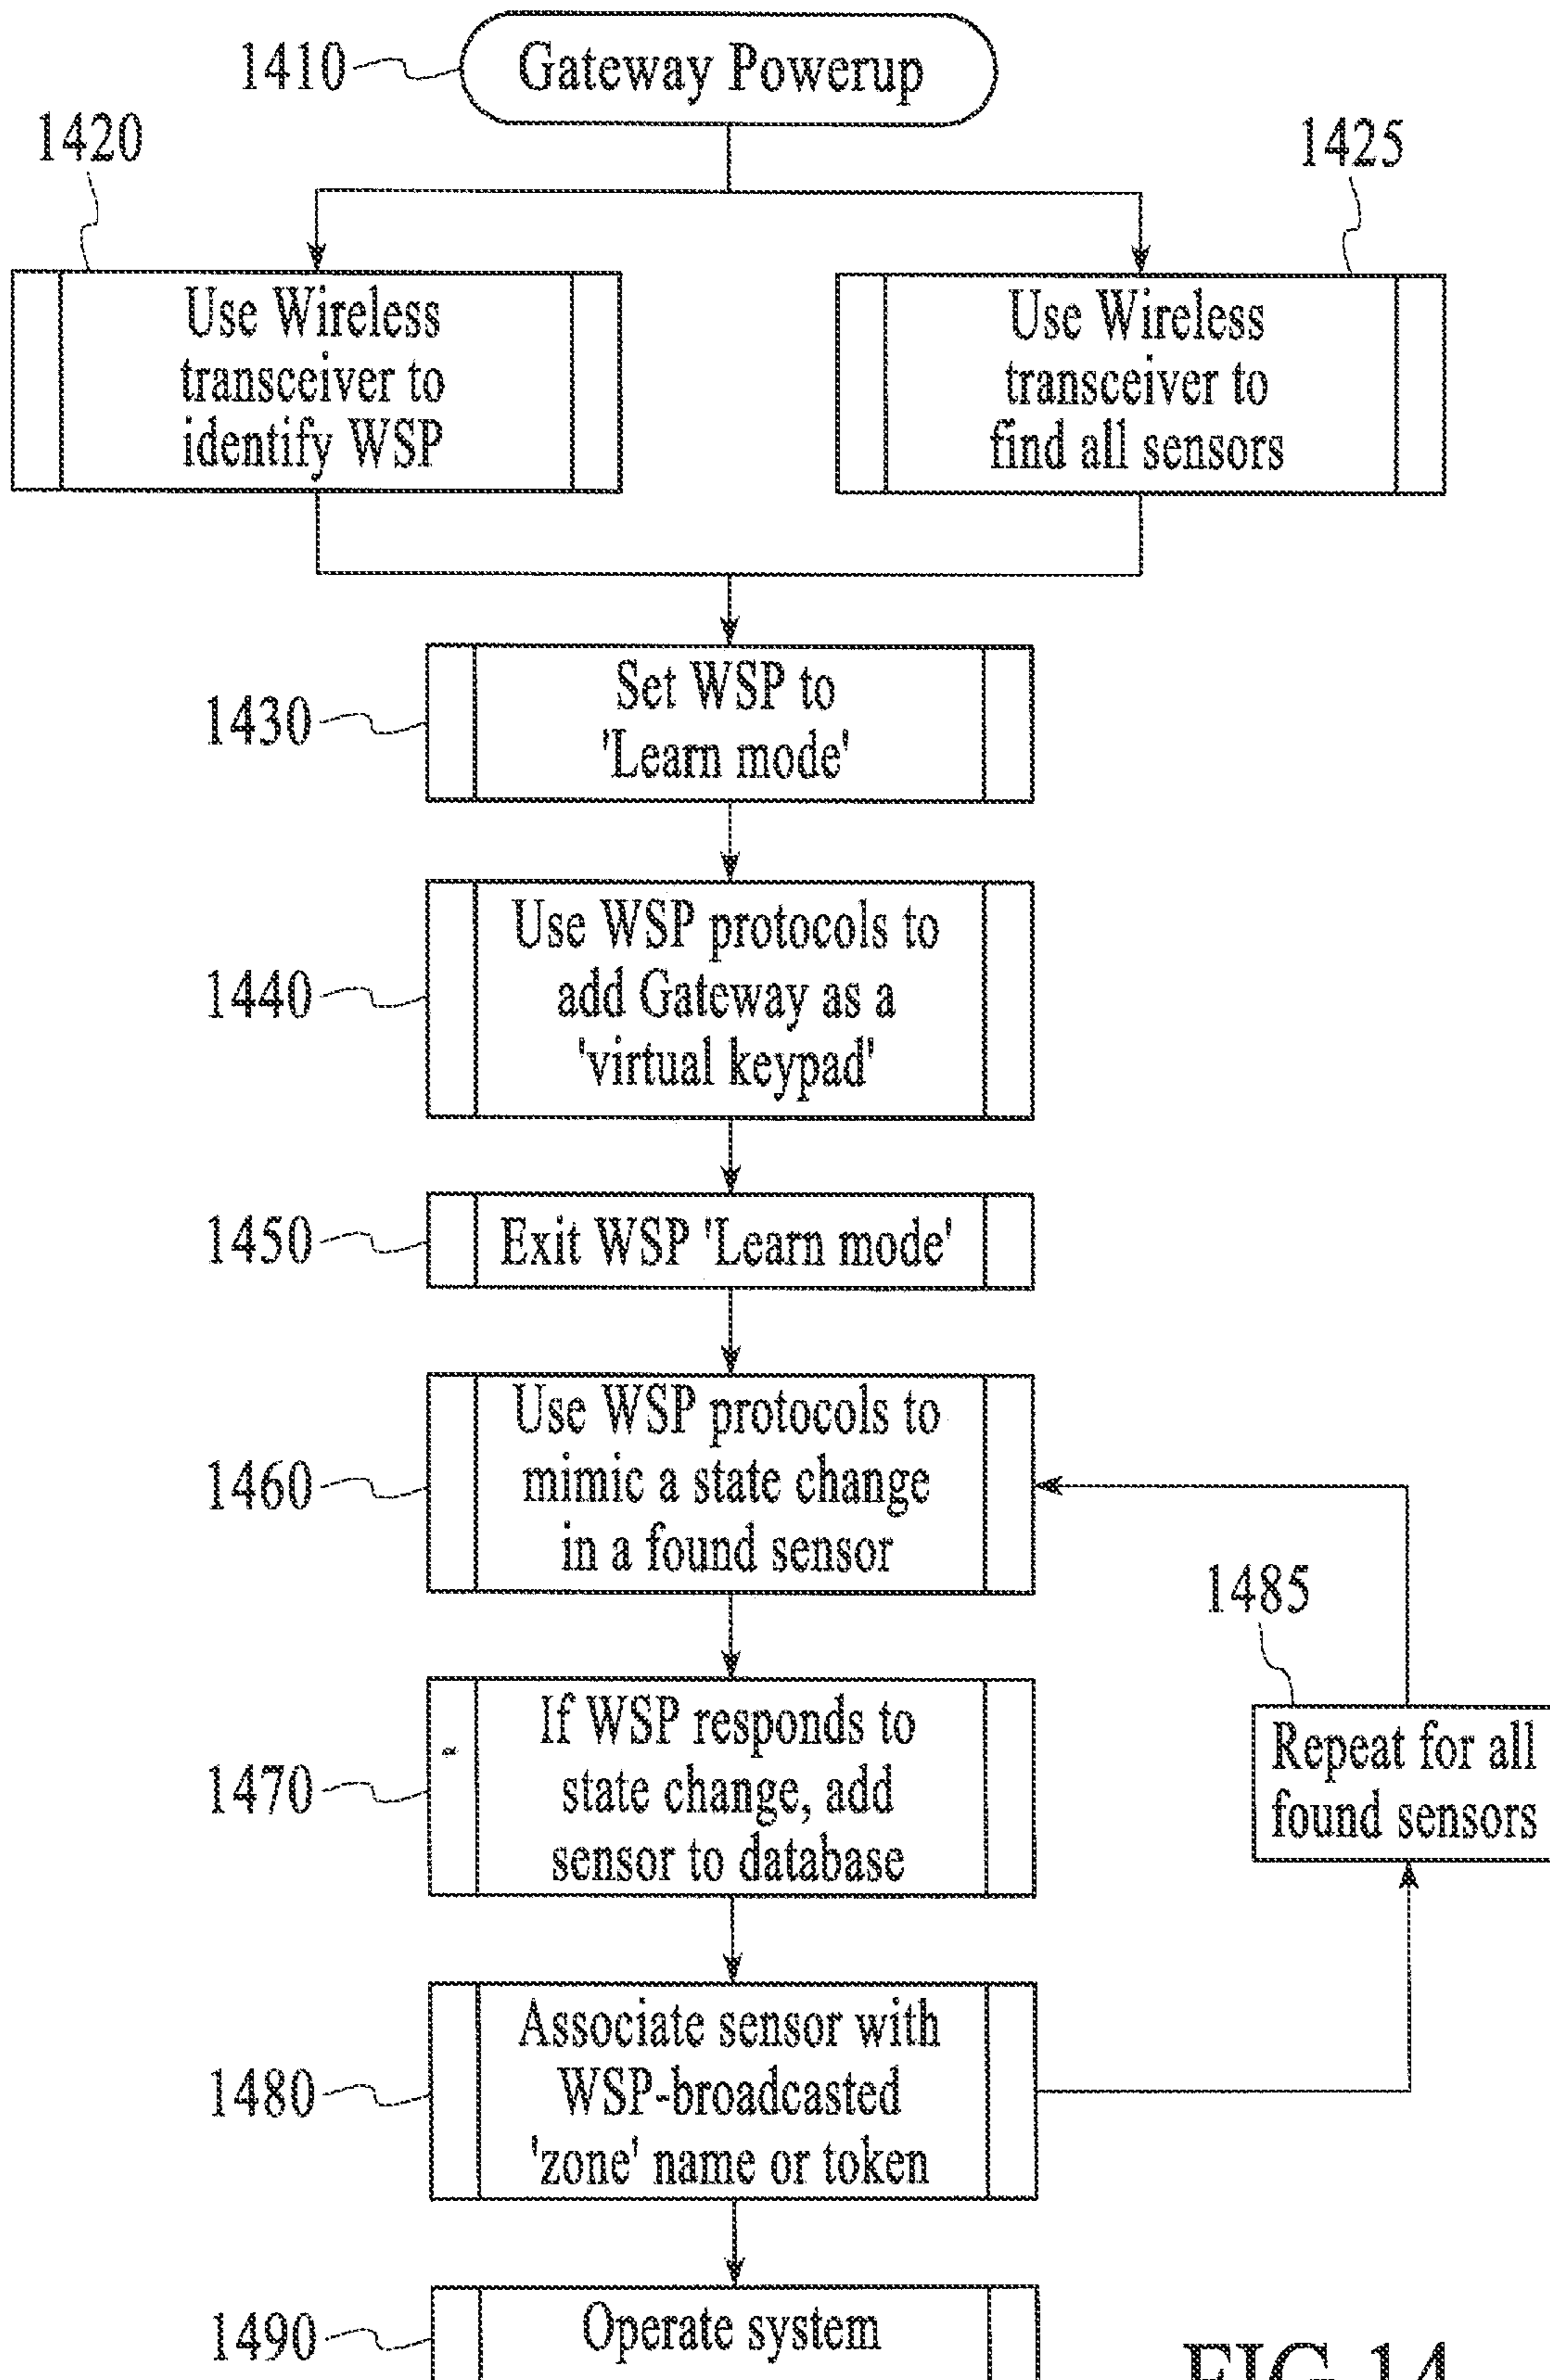 1410
Gateway Powerup
1420
1425
Use Wireless
transceiver to
identify WSP
Use Wireless
transceiver to
find all sensors
1430
Set WSP to
'Learn mode'
1440
Use WSP protocols to
add Gateway as a
'virtual keypad'
1450
Exit WSP 'Learn mode'
1460
Use WSP protocols to
mimic a state change
in a found sensor
1485
Repeat for all
found sensors
1470
If WSP responds to
state change, add
sensor to database
1480
Associate sensor with
WSP-broadcasted
'zone' name or token
1490
Operate system
FIG 14